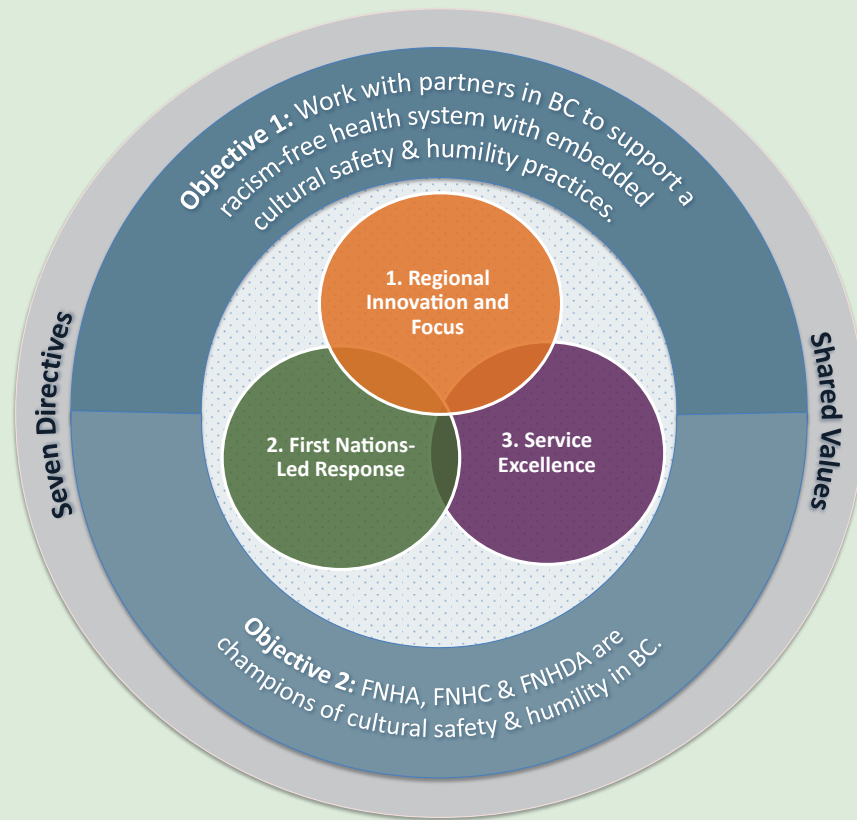 Objective 1: Work with partners in BC to support a
racism-free health system with embedded
cultural safety & humility practices.
Seven Directives
Shared Values
1. Regional
Innovation and
Focus
2. First Nations-
Led Response
3. Service
Excellence
Objective 2: FNHA, FNHC & FNHDA are
champions of cultural safety & humility in BC.